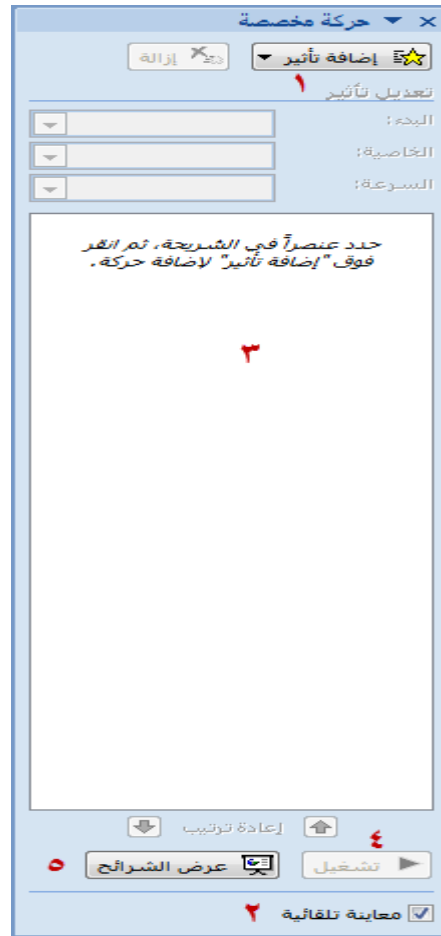 حركة مخصصة
إضافة تأثير إزالة
١
تعديل تأثير
البدء:
الخاصية:
السرعة:
حدد عنصراً في الشريحة، ثم انقر
فوق "إضافة تأثير" لإضافة حركة.
٣
إعادة ترتيب
٤
تشغيل عرض الشرائح ٥
معاينة تلقائية ٢